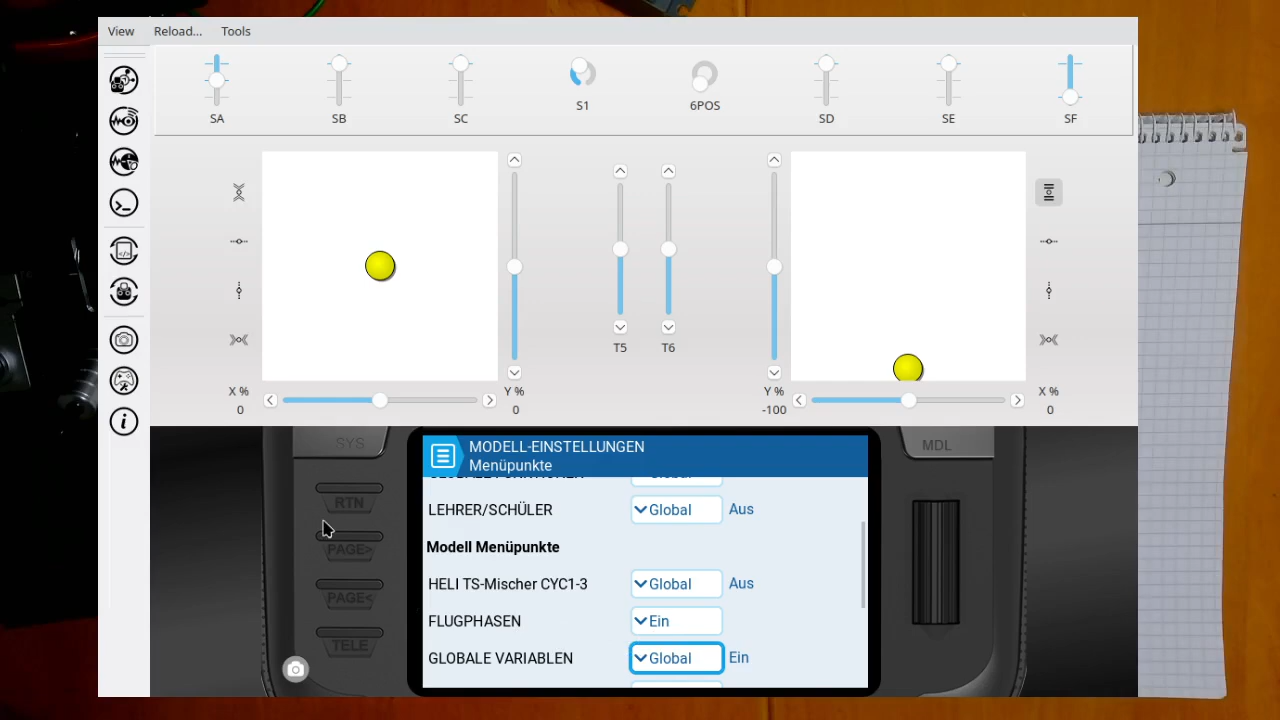 View Reload... Tools
SA SB SC S1 6POS SD SE SF
T5 T6
X % Y % Y % X %
0 0 -100 0
SYS MDL
MODELL-EINSTELLUNGEN
Menüpunkte
RTN
Global
LEHRER/SCHÜLER Global Aus
PAGE>
Modell Menüpunkte
HELI TS-Mischer CYC1-3 Global Aus
PAGE<
FLUGPHASEN Ein
TELE
GLOBALE VARIABLEN Global Ein